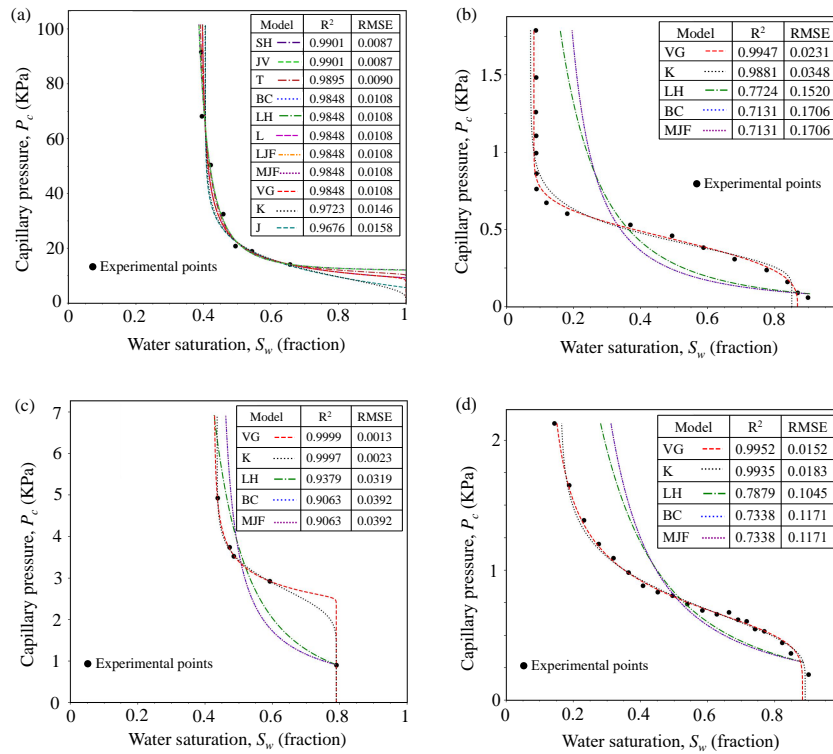 (a)
Capillary pressure, P_c (KPa)
100
80
60
40
20
0
0 0.2 0.4 0.6 0.8 1
Water saturation, S_w (fraction)
Experimental points
Model R² RMSE
SH 0.9901 0.0087
JV 0.9901 0.0087
T 0.9895 0.0090
BC 0.9848 0.0108
LH 0.9848 0.0108
L 0.9848 0.0108
LJF 0.9848 0.0108
MJF 0.9848 0.0108
VG 0.9848 0.0108
K 0.9723 0.0146
J 0.9676 0.0158
(b)
Capillary pressure, P_c (KPa)
1.5
1
0.5
0
0 0.2 0.4 0.6 0.8
Water saturation, S_w (fraction)
Model R² RMSE
VG 0.9947 0.0231
K 0.9881 0.0348
LH 0.7724 0.1520
BC 0.7131 0.1706
MJF 0.7131 0.1706
Experimental points
(c)
Capillary pressure, P_c (KPa)
7
6
5
4
3
2
1
0
0 0.2 0.4 0.6 0.8 1
Water saturation, S_w (fraction)
Model R² RMSE
VG 0.9999 0.0013
K 0.9997 0.0023
LH 0.9379 0.0319
BC 0.9063 0.0392
MJF 0.9063 0.0392
Experimental points
(d)
Capillary pressure, P_c (KPa)
2
1
0
0 0.2 0.4 0.6 0.8 1
Water saturation, S_w (fraction)
Model R² RMSE
VG 0.9952 0.0152
K 0.9935 0.0183
LH 0.7879 0.1045
BC 0.7338 0.1171
MJF 0.7338 0.1171
Experimental points